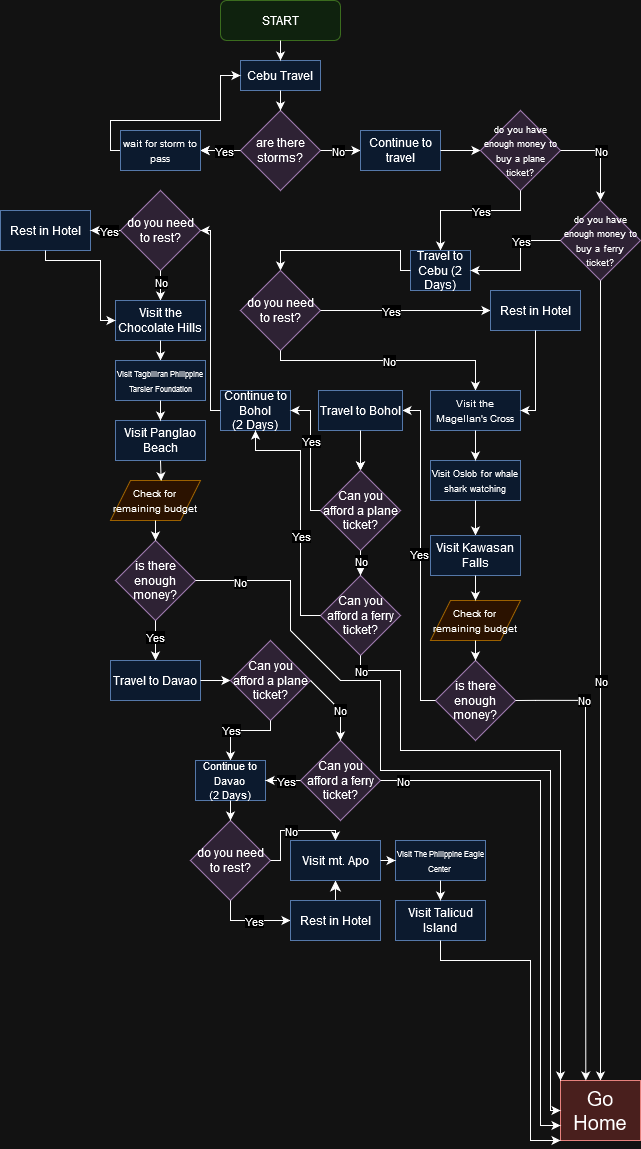 START
Cebu Travel
wait for storm to
pass
Yes
are there
storms?
No
Continue to
travel
do you have
enough money to
buy a plane
ticket?
No
do you have
enough money to
buy a ferry
ticket?
Yes
Yes
Travel to
Cebu (2
Days)
Rest in Hotel
Yes
do you need
to rest?
No
do you need
to rest?
Yes
Rest in Hotel
No
Visit the
Chocolate Hills
Visit Tagbiliran Philippine
Tarsier Foundation
Visit Panglao
Beach
Check for
remaining budget
is there
enough
money?
No
Yes
Continue to
Bohol
(2 Days)
Travel to Bohol
Yes
Can you
afford a plane
ticket?
No
Yes
Can you
afford a ferry
ticket?
No
Visit the
Magellan's Cross
Visit Oslob for whale
shark watching
Visit Kawasan
Falls
Check for
remaining budget
Yes
is there
enough
money?
No
No
Travel to Davao
Can you
afford a plane
ticket?
Yes
No
Continue to
Davao
(2 Days)
Yes
Can you
afford a ferry
ticket?
No
do you need
to rest?
No
Yes
Visit mt. Apo
Rest in Hotel
Visit The Philippine Eagle
Center
Visit Talicud
Island
Go
Home